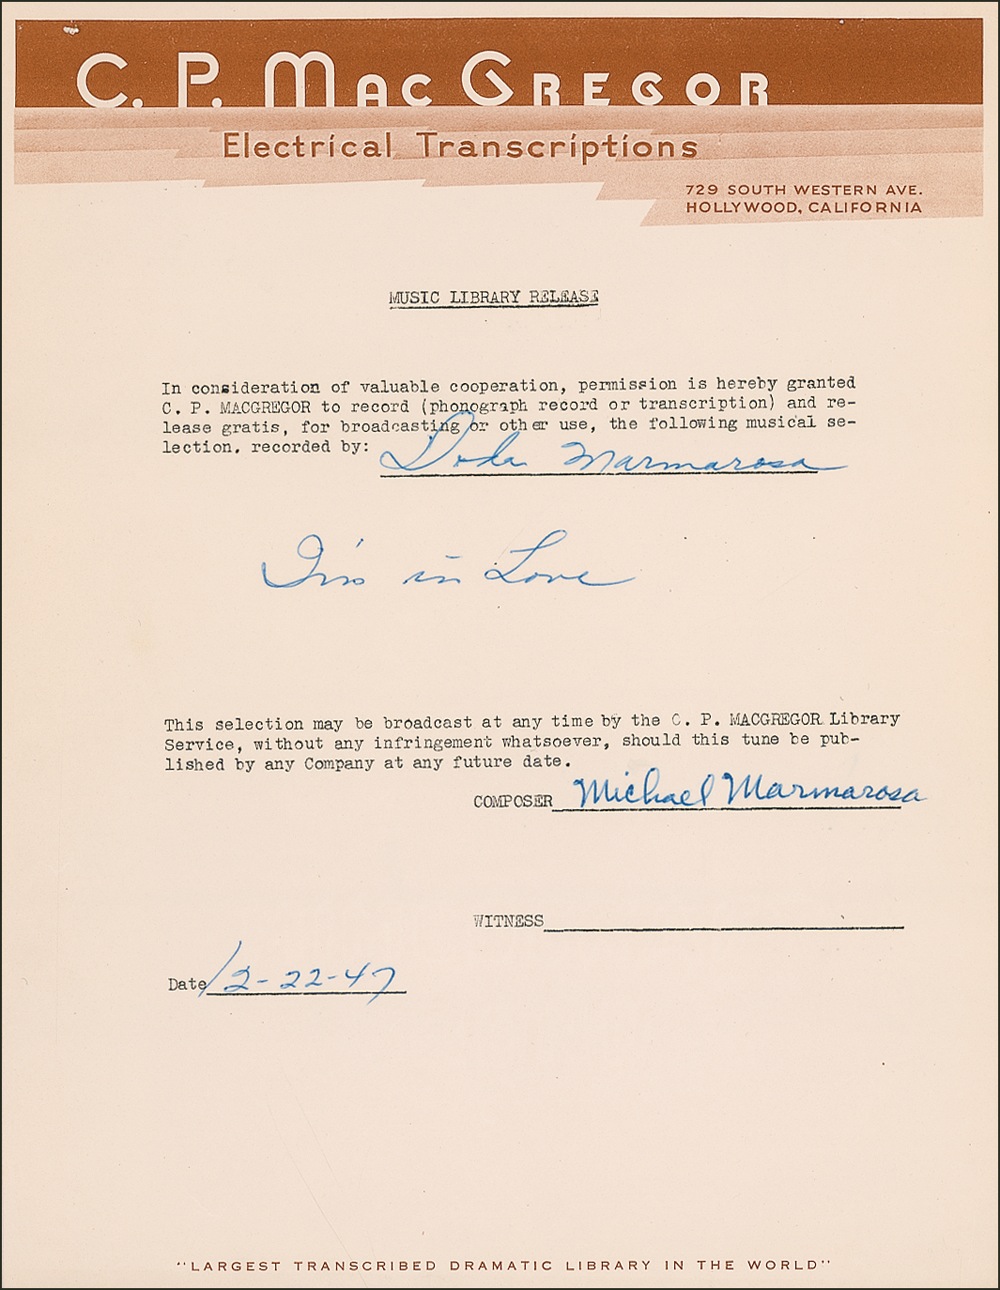 C. P. MacGregor
Electrical Transcriptions
729 SOUTH WESTERN AVE.
HOLLYWOOD, CALIFORNIA
MUSIC LIBRARY RELEASE
In consideration of valuable cooperation, permission is hereby granted
C. P. MACGREGOR to record (phonograph record or transcription) and re-
lease gratis, for broadcasting or other use, the following musical se-
lection. recorded by: Dodo Marmarosa
I'm in Love
This selection may be broadcast at any time by the C. P. MACGREGOR Library
Service, without any infringement whatsoever, should this tune be pub-
lished by any Company at any future date.
COMPOSER Michael Marmarosa
WITNESS
Date 12-22-47
"LARGEST TRANSCRIBED DRAMATIC LIBRARY IN THE WORLD"